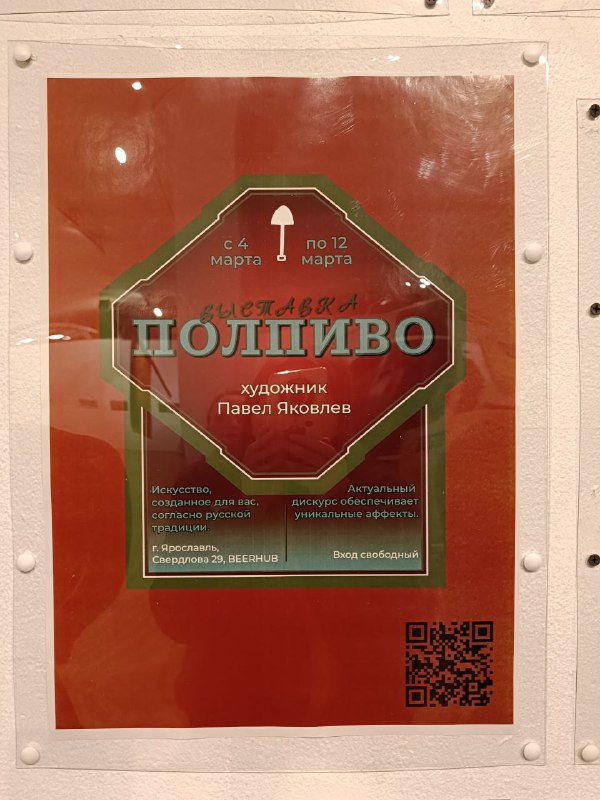 с 4 по 12
марта марта
ВЫСТАВКА
ПОЛПИВО
художник
Павел Яковлев
Искусство,
созданное для вас,
согласно русской
традиции.
г. Ярославль,
Свердлова 29, BEERHUB
Актуальный
дискурс обеспечивает
уникальные аффекты.
Вход свободный